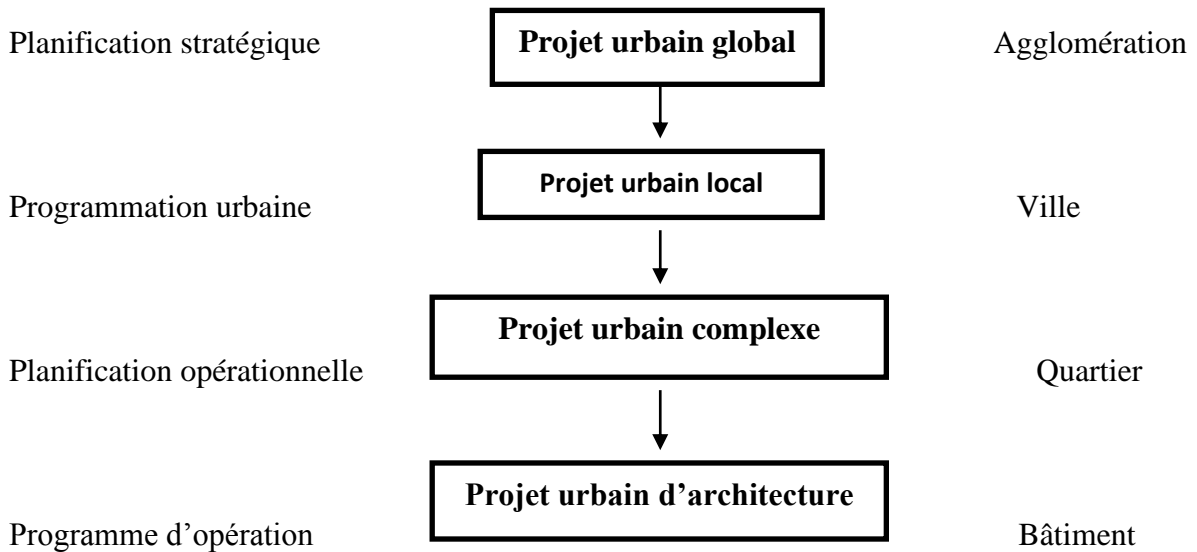 Planification stratégique
Projet urbain global
Agglomération
Projet urbain local
Programmation urbaine
Ville
Projet urbain complexe
Planification opérationnelle
Quartier
Projet urbain d’architecture
Programme d’opération
Bâtiment